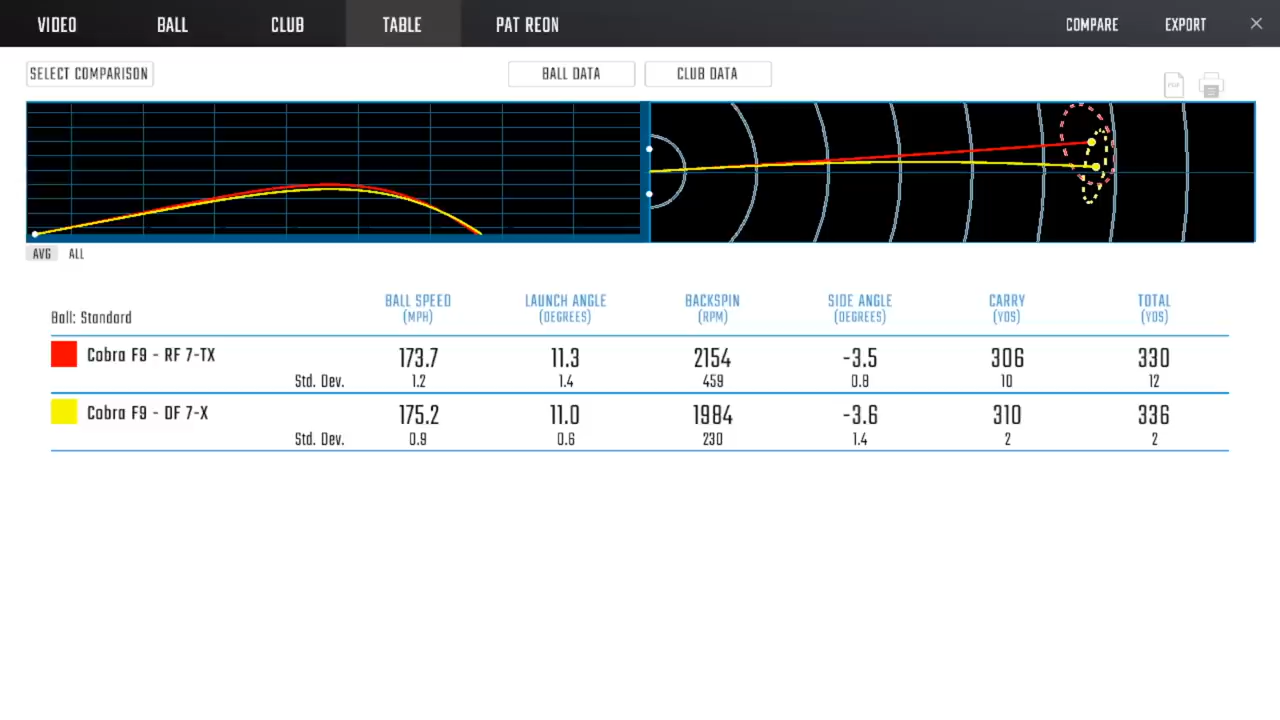 VIDEO BALL CLUB TABLE PAT REON COMPARE EXPORT
SELECT COMPARISON BALL DATA CLUB DATA
PDF
AVG ALL
Ball: Standard
BALL SPEED (MPH) LAUNCH ANGLE (DEGREES) BACKSPIN (RPM) SIDE ANGLE (DEGREES) CARRY (YDS) TOTAL (YDS)
Cobra F9 - RF 7-TX 173.7 11.3 2154 -3.5 306 330
Std. Dev. 1.2 1.4 459 0.8 10 12
Cobra F9 - DF 7-X 175.2 11.0 1984 -3.6 310 336
Std. Dev. 0.9 0.6 230 1.4 2 2